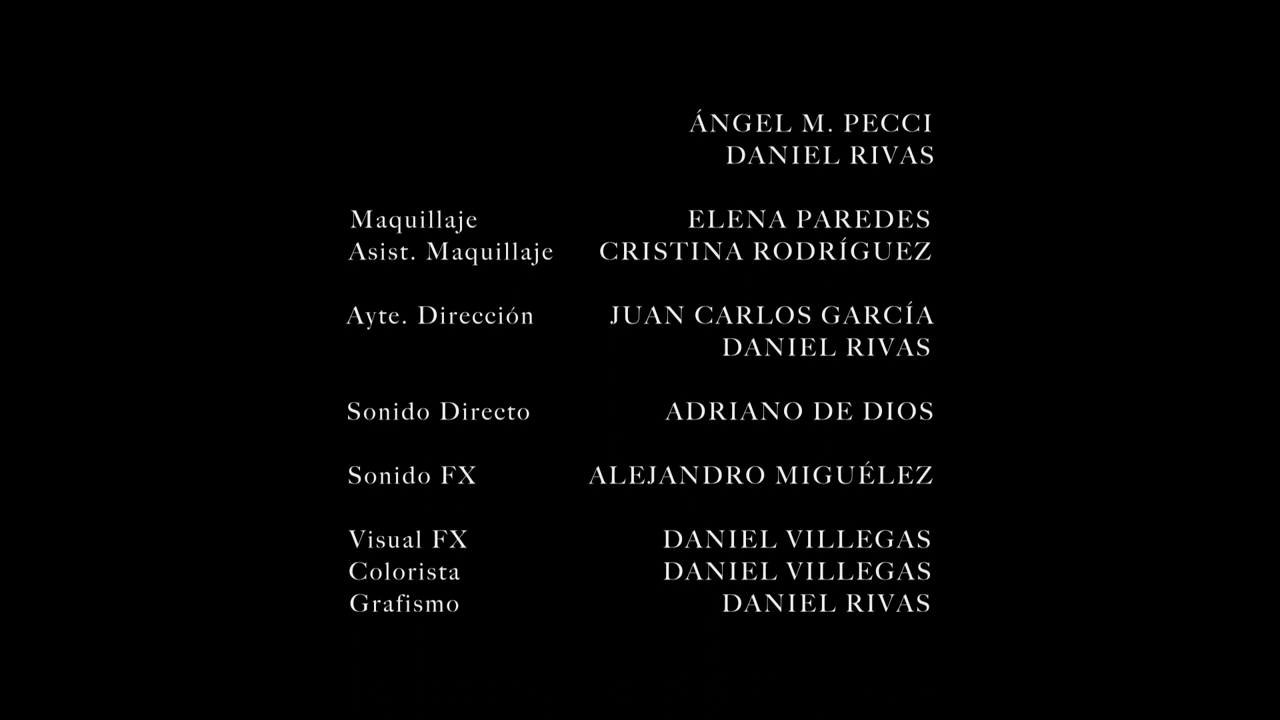 ÁNGEL M. PECCI
DANIEL RIVAS
Maquillaje ELENA PAREDES
Asist. Maquillaje CRISTINA RODRÍGUEZ
Ayte. Dirección JUAN CARLOS GARCÍA
DANIEL RIVAS
Sonido Directo ADRIANO DE DIOS
Sonido FX ALEJANDRO MIGUÉLEZ
Visual FX DANIEL VILLEGAS
Colorista DANIEL VILLEGAS
Grafismo DANIEL RIVAS